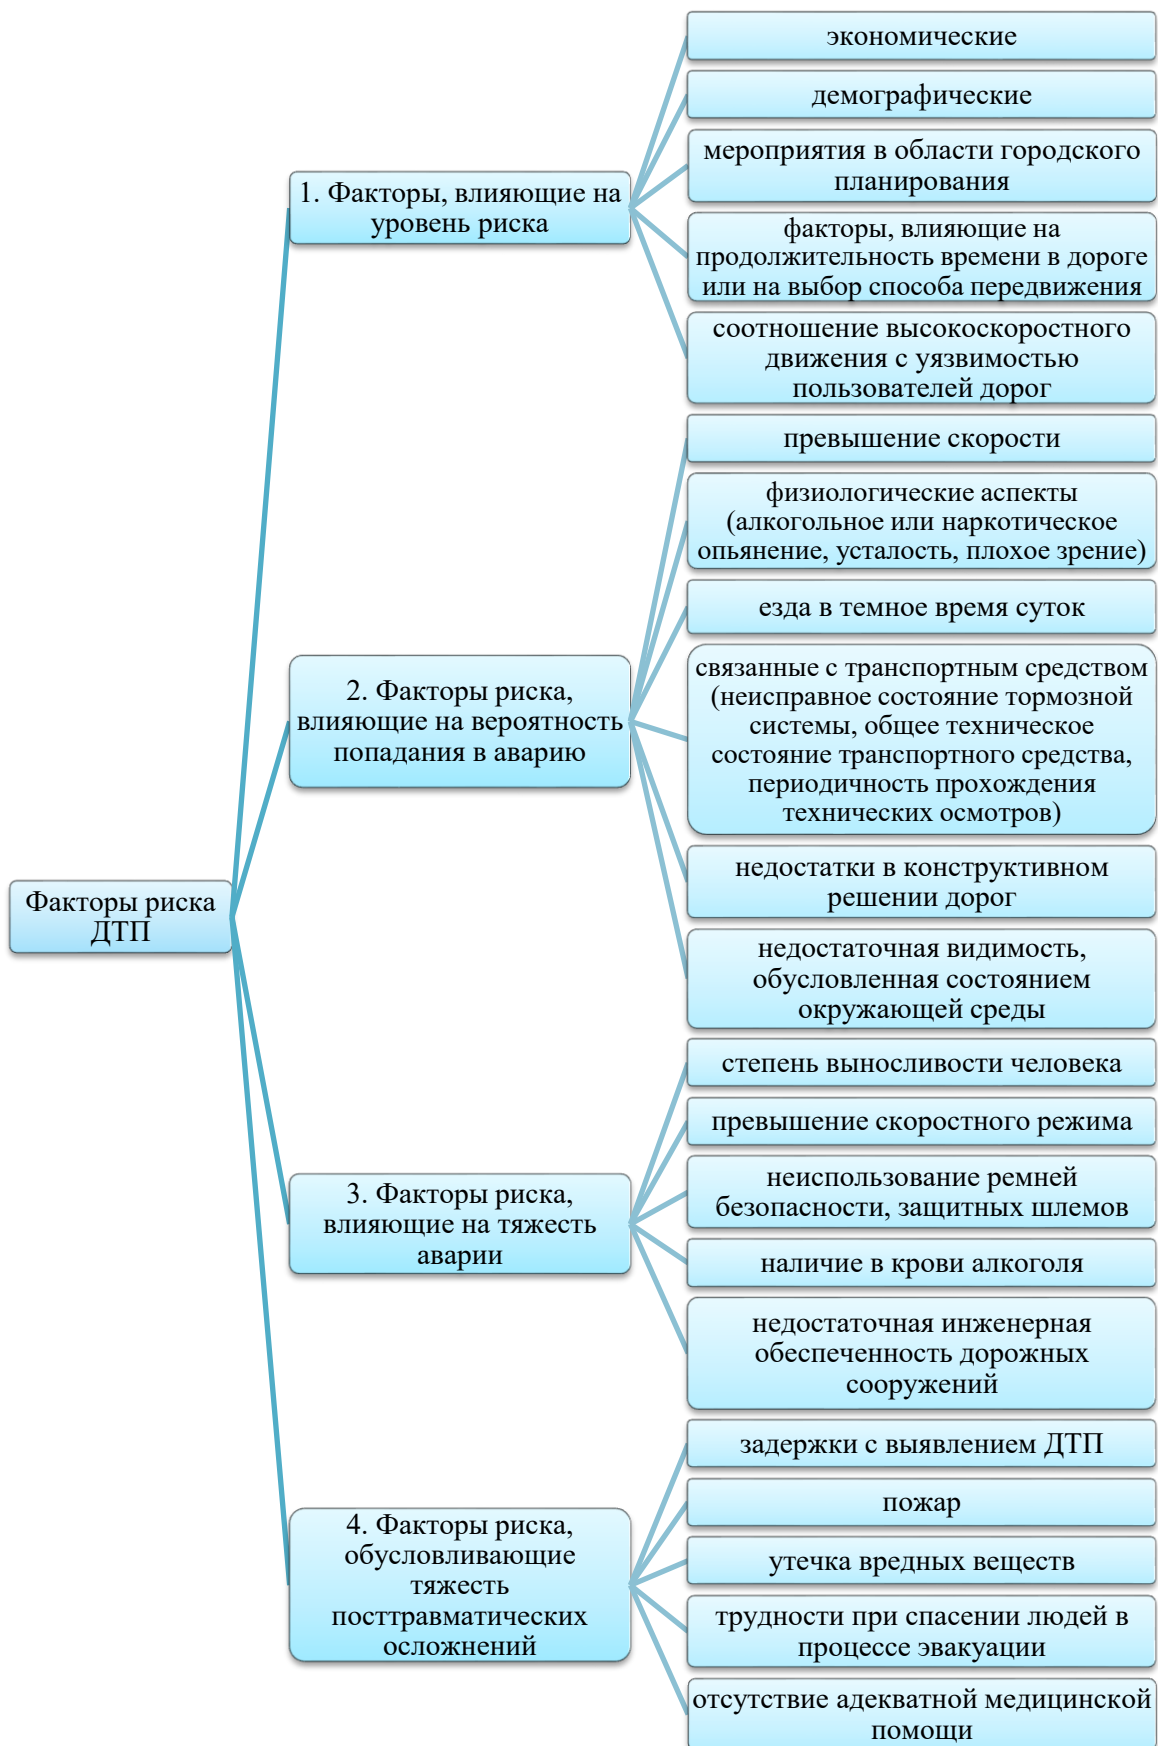 Факторы риска
ДТП
1. Факторы, влияющие на
уровень риска
экономические
демографические
мероприятия в области городского
планирования
факторы, влияющие на
продолжительность времени в дороге
или на выбор способа передвижения
соотношение высокоскоростного
движения с уязвимостью
пользователей дорог
2. Факторы риска,
влияющие на вероятность
попадания в аварию
превышение скорости
физиологические аспекты
(алкогольное или наркотическое
опьянение, усталость, плохое зрение)
езда в темное время суток
связанные с транспортным средством
(неисправное состояние тормозной
системы, общее техническое
состояние транспортного средства,
периодичность прохождения
технических осмотров)
недостатки в конструктивном
решении дорог
недостаточная видимость,
обусловленная состоянием
окружающей среды
3. Факторы риска,
влияющие на тяжесть
аварии
степень выносливости человека
превышение скоростного режима
неиспользование ремней
безопасности, защитных шлемов
наличие в крови алкоголя
недостаточная инженерная
обеспеченность дорожных
сооружений
4. Факторы риска,
обусловливающие
тяжесть
посттравматических
осложнений
задержки с выявлением ДТП
пожар
утечка вредных веществ
трудности при спасении людей в
процессе эвакуации
отсутствие адекватной медицинской
помощи